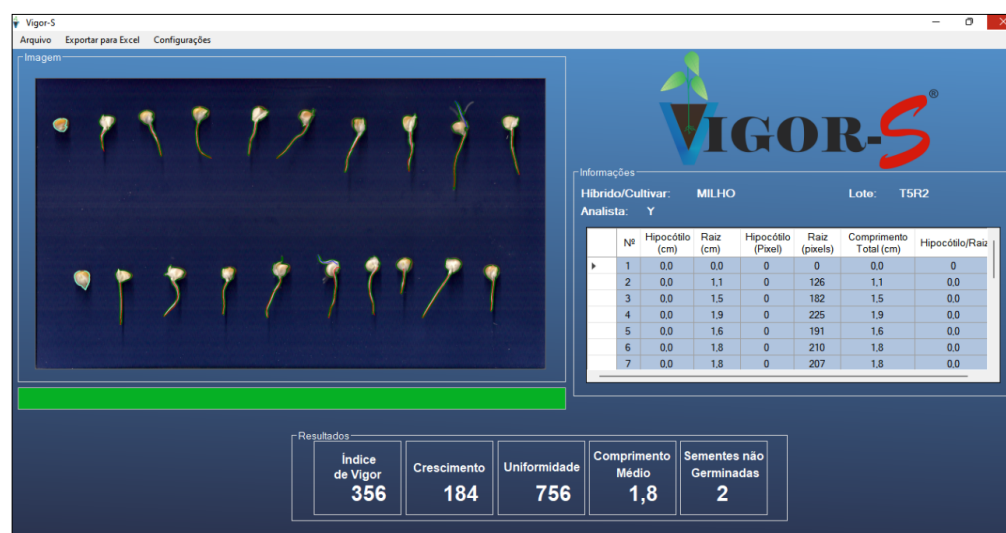 Vigor-S
Arquivo Exportar para Excel Configurações
Imagem
VIGOR-S®
Informações
Híbrido/Cultivar: MILHO Lote: T5R2
Analista: Y
Nº Hipocótilo (cm) Raiz (cm) Hipocótilo (Pixel) Raiz (pixels) Comprimento Total (cm) Hipocótilo/Raiz
1 0,0 0,0 0 0 0,0 0
2 0,0 1,1 0 126 1,1 0,0
3 0,0 1,5 0 182 1,5 0,0
4 0,0 1,9 0 225 1,9 0,0
5 0,0 1,6 0 191 1,6 0,0
6 0,0 1,8 0 210 1,8 0,0
7 0,0 1,8 0 207 1,8 0,0
Resultados
Índice de Vigor
356
Crescimento
184
Uniformidade
756
Comprimento Médio
1,8
Sementes não Germinadas
2